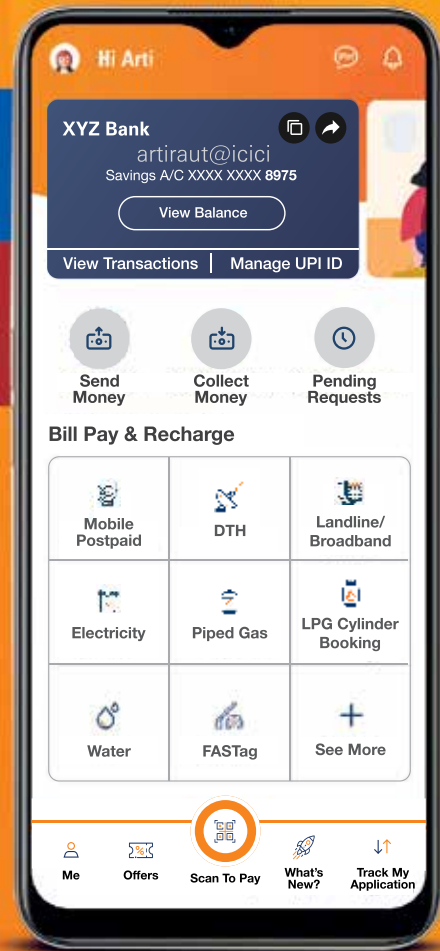 Hi Arti
XYZ Bank
artiraut@icici
Savings A/C XXXX XXXX 8975
View Balance
View Transactions | Manage UPI ID
Send
Money
Collect
Money
Pending
Requests
Bill Pay & Recharge
Mobile
Postpaid
DTH
Landline/
Broadband
Electricity
Piped Gas
LPG Cylinder
Booking
Water
FASTag
See More
Me
Offers
Scan To Pay
What's
New?
Track My
Application